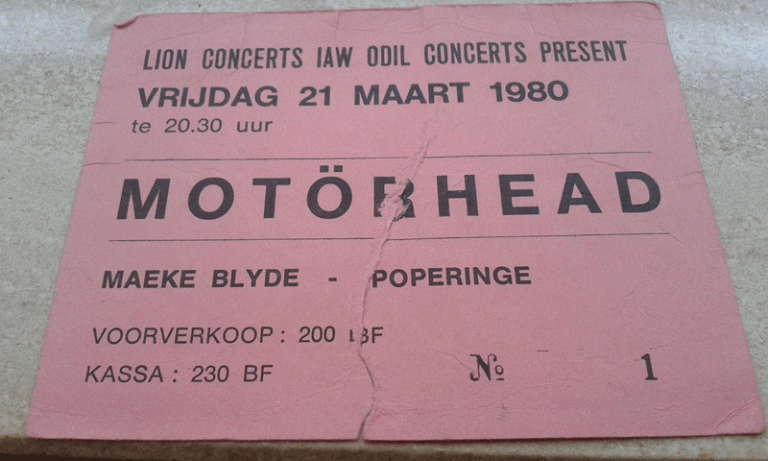 LION CONCERTS IAW ODIL CONCERTS PRESENT
VRIJDAG 21 MAART 1980
te 20.30 uur
MOTÖRHEAD
MAEKE BLYDE - POPERINGE
VOORVERKOOP : 200 BF
KASSA : 230 BF
No 1